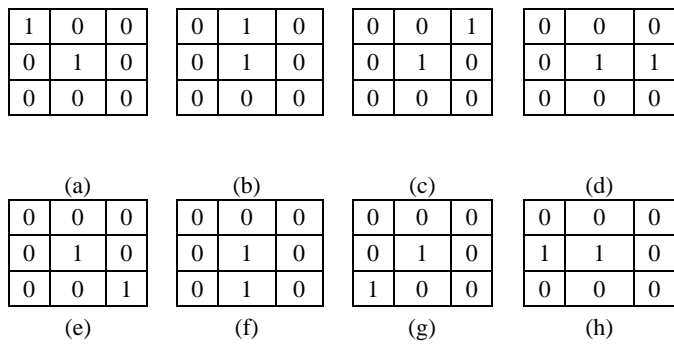 1 0 0 0 1 0 0 0 1 0 0 0
0 1 0 0 1 0 0 1 0 0 1 1
0 0 0 0 0 0 0 0 0 0 0 0
(a) (b) (c) (d)
0 0 0 0 0 0 0 0 0 0 0 0
0 1 0 0 1 0 0 1 0 1 1 0
0 0 1 0 1 0 1 0 0 0 0 0
(e) (f) (g) (h)